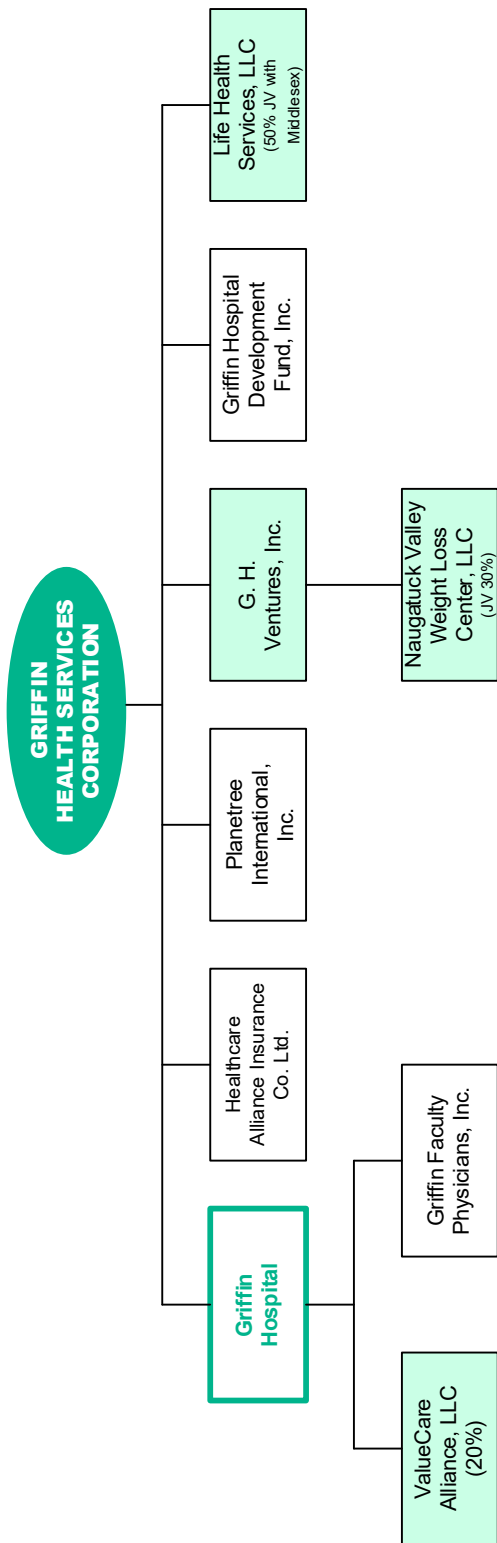 GRIFFIN
HEALTH SERVICES
CORPORATION
Griffin
Hospital
Healthcare
Alliance Insurance
Co. Ltd.
Planetree
International,
Inc.
G. H.
Ventures, Inc.
Griffin Hospital
Development
Fund, Inc.
Life Health
Services, LLC
(50% JV with
Middlesex)
ValueCare
Alliance, LLC
(20%)
Griffin Faculty
Physicians, Inc.
Naugatuck Valley
Weight Loss
Center, LLC
(JV 30%)